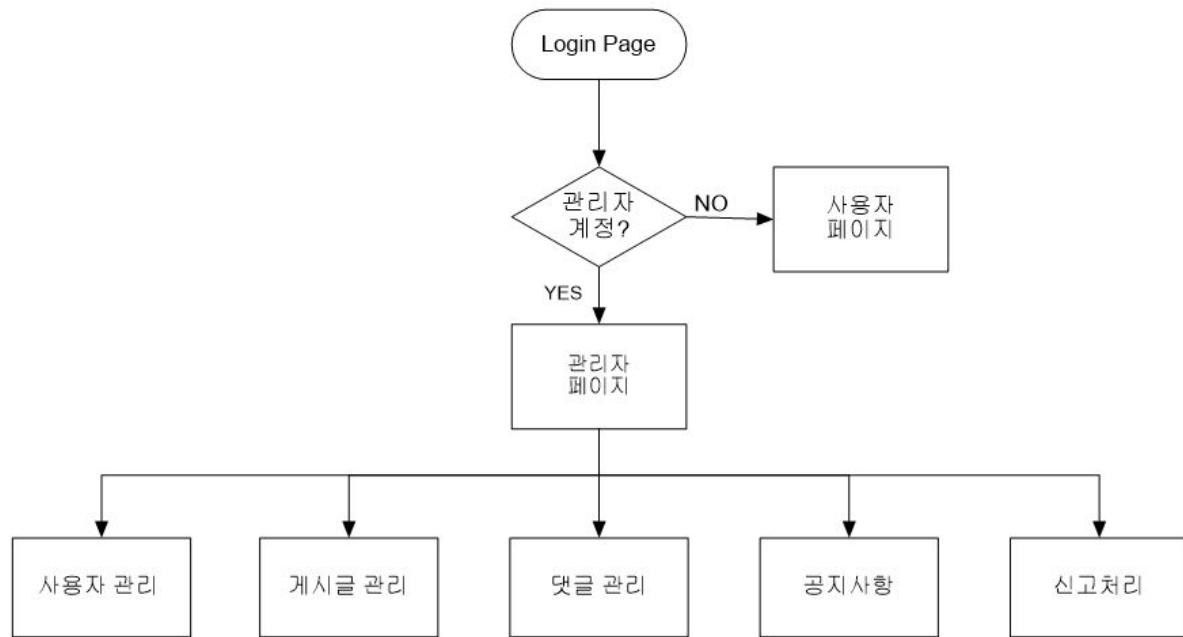 Login Page
관리자
계정?
NO
사용자
페이지
YES
관리자
페이지
사용자 관리
게시글 관리
댓글 관리
공지사항
신고처리